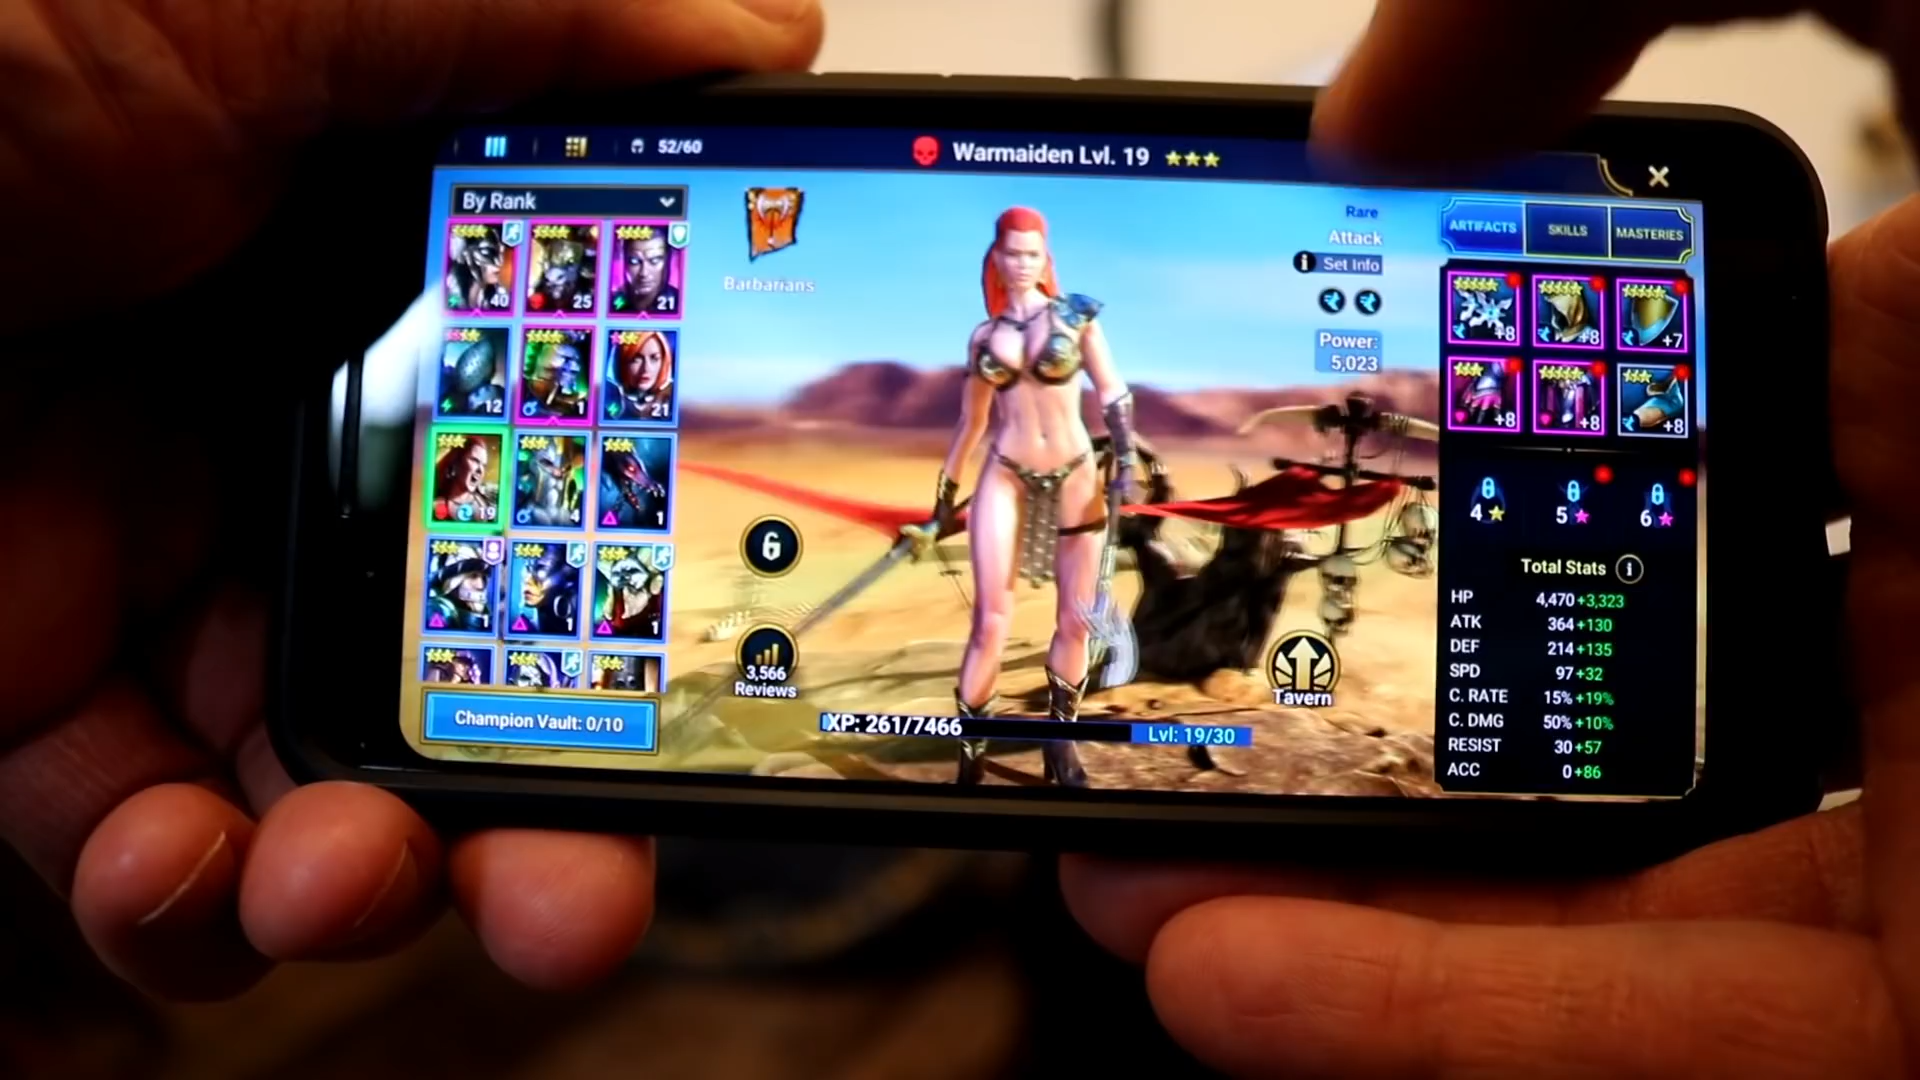 52/60
Warmaiden Lvl. 19
By Rank
40
25
21
12
1
21
19
4
1
1
1
1
Champion Vault: 0/10
Barbarians
6
3,566
Reviews
XP: 261/7466
Lvl: 19/30
Tavern
Rare
Attack
i Set Info
Power:
5,023
ARTIFACTS
SKILLS
MASTERIES
+8
+8
+7
+8
+8
+8
4
5
6
Total Stats i
HP 4,470+3,323
ATK 364+130
DEF 214+135
SPD 97+32
C. RATE 15%+19%
C. DMG 50%+10%
RESIST 30+57
ACC 0+86